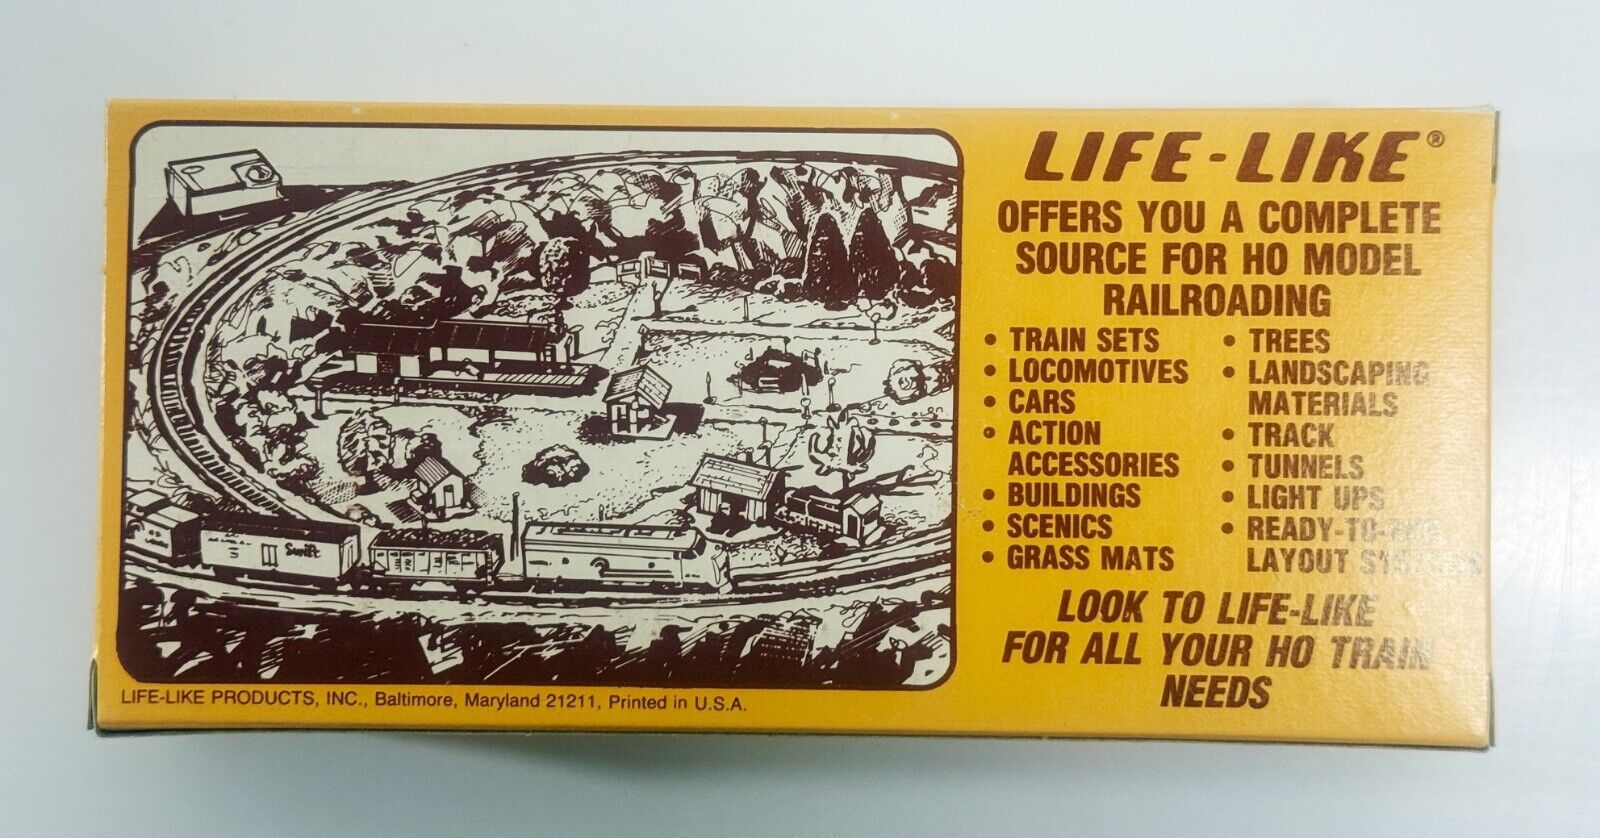 LIFE-LIKE®
OFFERS YOU A COMPLETE
SOURCE FOR HO MODEL
RAILROADING
• TRAIN SETS
• LOCOMOTIVES
• CARS
• ACTION
ACCESSORIES
• BUILDINGS
• SCENICS
• GRASS MATS
• TREES
• LANDSCAPING
MATERIALS
• TRACK
• TUNNELS
• LIGHT UPS
• READY-TO-
LAYOUT SYSTEMS
LOOK TO LIFE-LIKE
FOR ALL YOUR HO TRAIN
NEEDS
Swift
LIFE-LIKE PRODUCTS, INC., Baltimore, Maryland 21211, Printed in U.S.A.